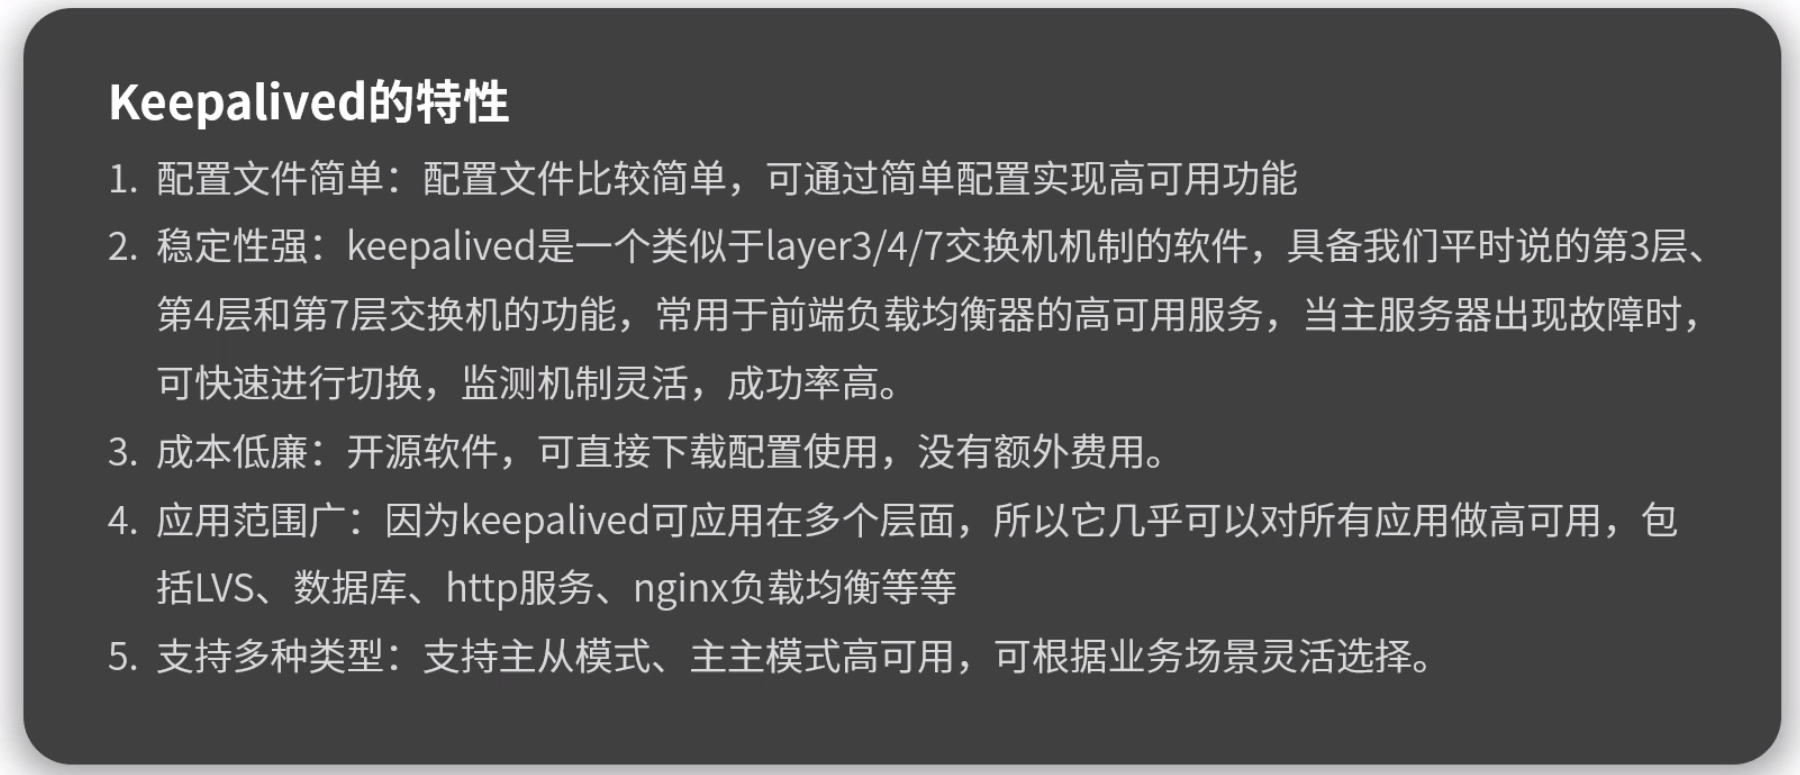 Keepalived的特性
1. 配置文件简单：配置文件比较简单，可通过简单配置实现高可用功能
2. 稳定性强：keepalived是一个类似于layer3/4/7交换机机制的软件，具备我们平时说的第3层、
第4层和第7层交换机的功能，常用于前端负载均衡器的高可用服务，当主服务器出现故障时，
可快速进行切换，监测机制灵活，成功率高。
3. 成本低廉：开源软件，可直接下载配置使用，没有额外费用。
4. 应用范围广：因为keepalived可应用在多个层面，所以它几乎可以对所有应用做高可用，包
括LVS、数据库、http服务、nginx负载均衡等等
5. 支持多种类型：支持主从模式、主主模式高可用，可根据业务场景灵活选择。